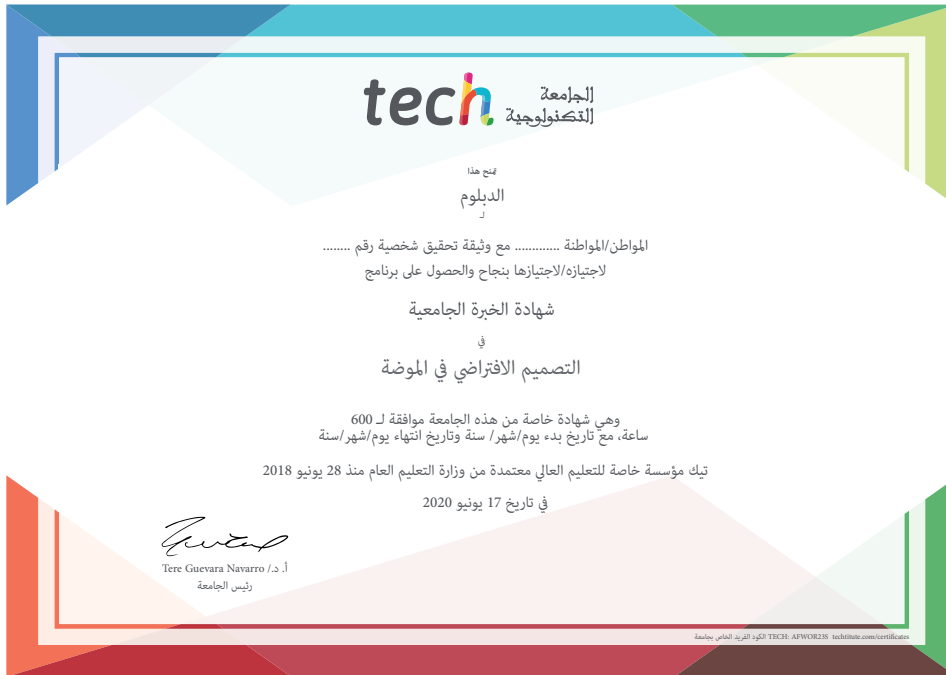 tech الجامعة
التكنولوجية
يمنح هذا
الدبلوم
لـ
المواطن/المواطنة ............ مع وثيقة تحقيق شخصية رقم ........
لاجتيازه/لاجتيازها بنجاح والحصول على برنامج
شهادة الخبرة الجامعية
في
التصميم الافتراضي في الموضة
وهي شهادة خاصة من هذه الجامعة موافقة لـ 600
ساعة، مع تاريخ بدء يوم/شهر/ سنة وتاريخ انتهاء يوم/شهر/سنة
تيك مؤسسة خاصة للتعليم العالي معتمدة من وزارة التعليم العام منذ 28 يونيو 2018
في تاريخ 17 يونيو 2020
أ. د./ Tere Guevara Navarro
رئيس الجامعة
الكود الفريد الخاص بجامعة TECH: AFWOR23S techtitute.com/certificates